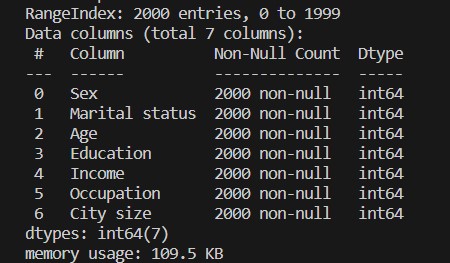 RangeIndex: 2000 entries, 0 to 1999
Data columns (total 7 columns):
 #   Column          Non-Null Count  Dtype
---  ------          --------------  -----
 0   Sex             2000 non-null   int64
 1   Marital status  2000 non-null   int64
 2   Age             2000 non-null   int64
 3   Education       2000 non-null   int64
 4   Income          2000 non-null   int64
 5   Occupation      2000 non-null   int64
 6   City size       2000 non-null   int64
dtypes: int64(7)
memory usage: 109.5 KB